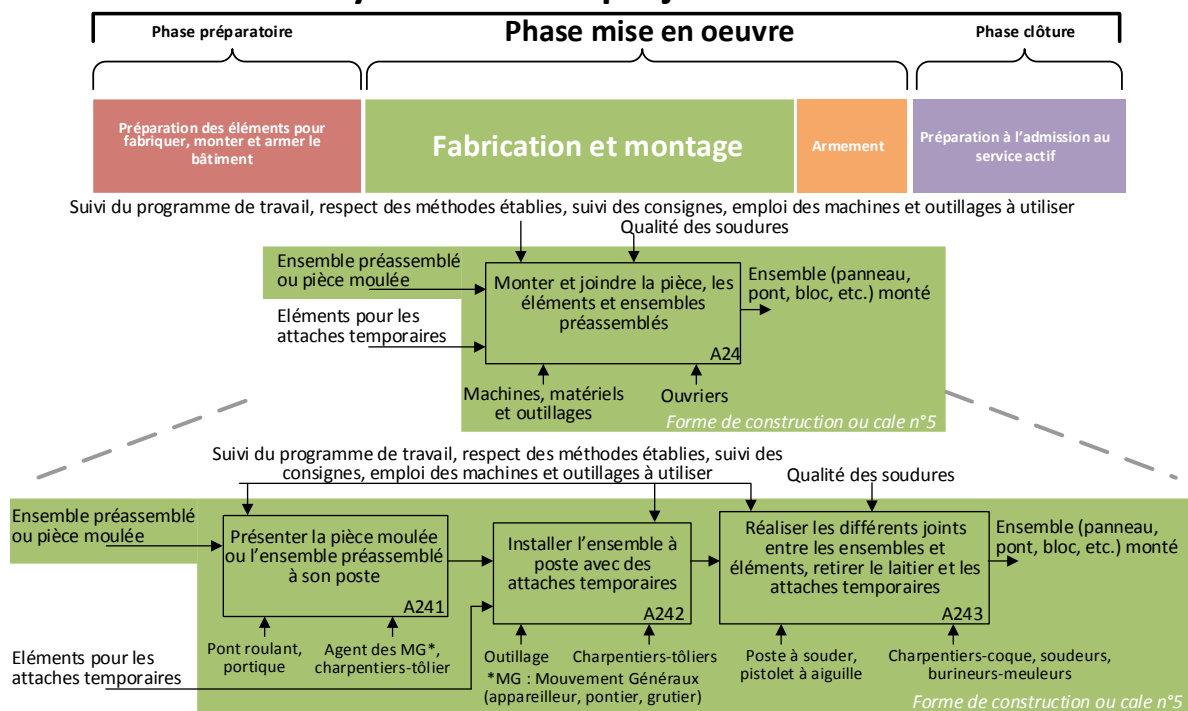 Phase préparatoire
Phase mise en oeuvre
Phase clôture
Préparation des éléments pour
fabriquer, monter et armer le
bâtiment
Fabrication et montage
Armement
Préparation à l’admission au
service actif
Suivi du programme de travail, respect des méthodes établies, suivi des consignes, emploi des machines et outillages à utiliser
Qualité des soudures
Ensemble préassemblé
ou pièce moulée
Monter et joindre la pièce, les
éléments et ensembles
préassemblés
A24
Ensemble (panneau,
pont, bloc, etc.) monté
Eléments pour les
attaches temporaires
Machines, matériels
et outillages
Ouvriers
Forme de construction ou cale n°5
Suivi du programme de travail, respect des méthodes établies, suivi des
consignes, emploi des machines et outillages à utiliser
Qualité des soudures
Ensemble préassemblé
ou pièce moulée
Présenter la pièce moulée
ou l’ensemble préassemblé
à son poste
A241
Installer l’ensemble à
poste avec des
attaches temporaires
A242
Réaliser les différents joints
entre les ensembles et
éléments, retirer le laitier et les
attaches temporaires
A243
Ensemble (panneau,
pont, bloc, etc.) monté
Eléments pour les
attaches temporaires
Pont roulant,
portique
Agent des MG*,
charpentiers-tôlier
Outillage
Charpentiers-tôliers
*MG : Mouvement Généraux
(appareilleur, pontier, grutier)
Poste à souder,
pistolet à aiguille
Charpentiers-coque, soudeurs,
burineurs-meuleurs
Forme de construction ou cale n°5